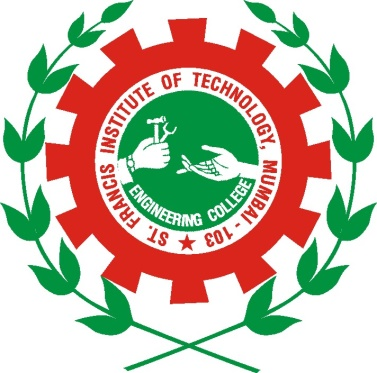 ST. FRANCIS INSTITUTE OF TECHNOLOGY, MUMBAI - 103
ENGINEERING COLLEGE